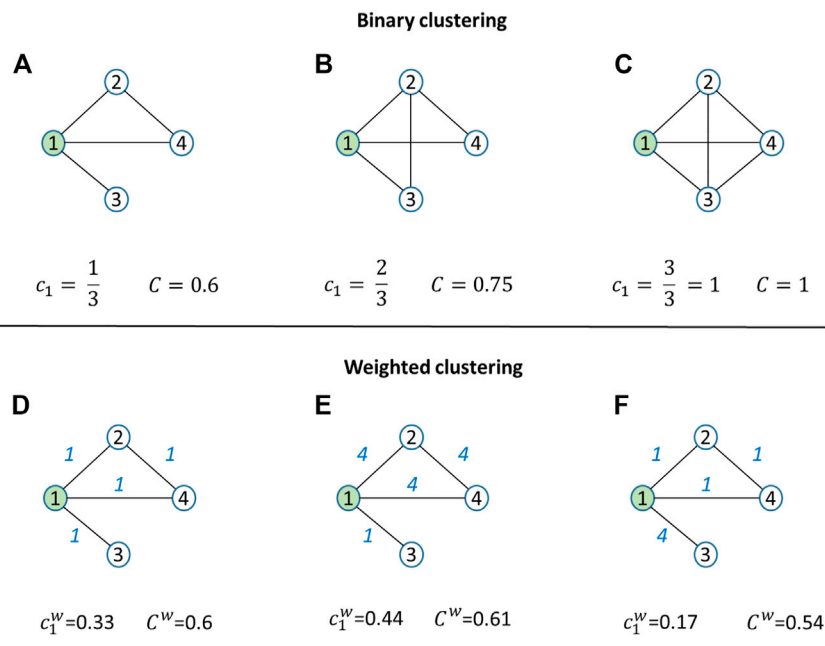 Binary clustering
A B C
2 2 2
1 4 1 4 1 4
3 3 3
c₁ = 1/3 C = 0.6 c₁ = 2/3 C = 0.75 c₁ = 3/3 = 1 C = 1
Weighted clustering
D E F
2 2 2
1 1 4 4 1 1
1 4 1
1 4 1 4 1 4
1 1 4
3 3 3
c₁ʷ=0.33 Cʷ=0.6 c₁ʷ=0.44 Cʷ=0.61 c₁ʷ=0.17 Cʷ=0.54